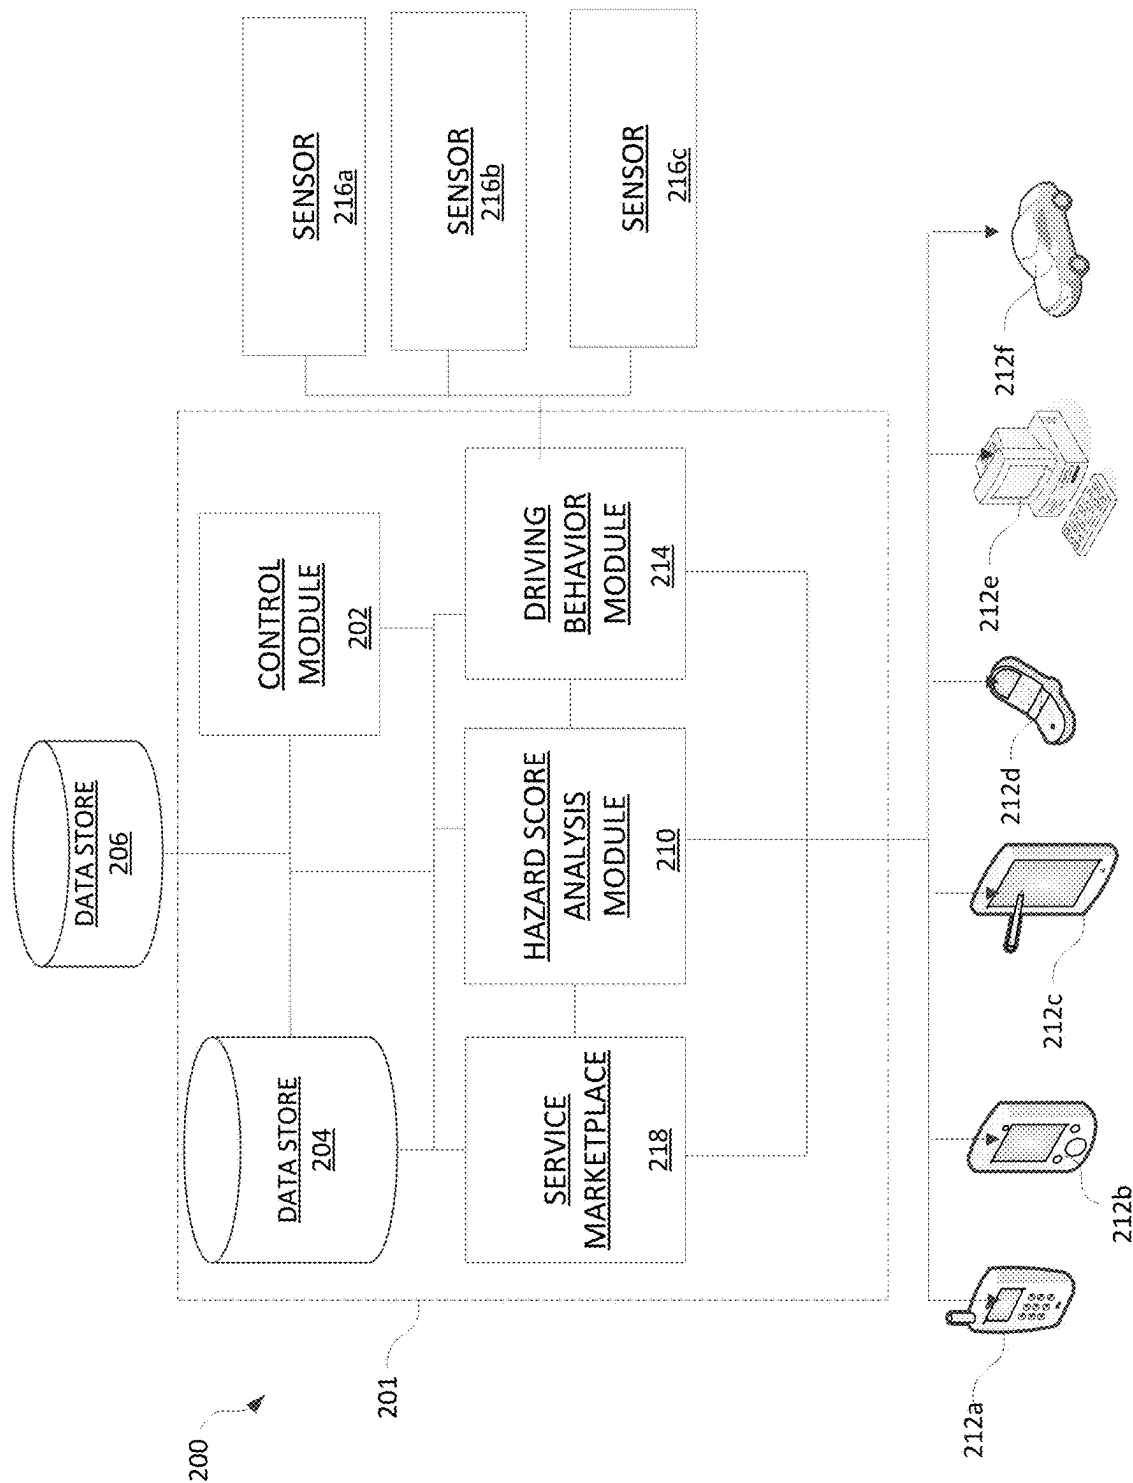 200
201
DATA STORE
206
DATA STORE
204
CONTROL
MODULE
202
SERVICE
MARKETPLACE
218
HAZARD SCORE
ANALYSIS
MODULE
210
DRIVING
BEHAVIOR
MODULE
214
SENSOR
216a
SENSOR
216b
SENSOR
216c
212a
212b
212c
212d
212e
212f